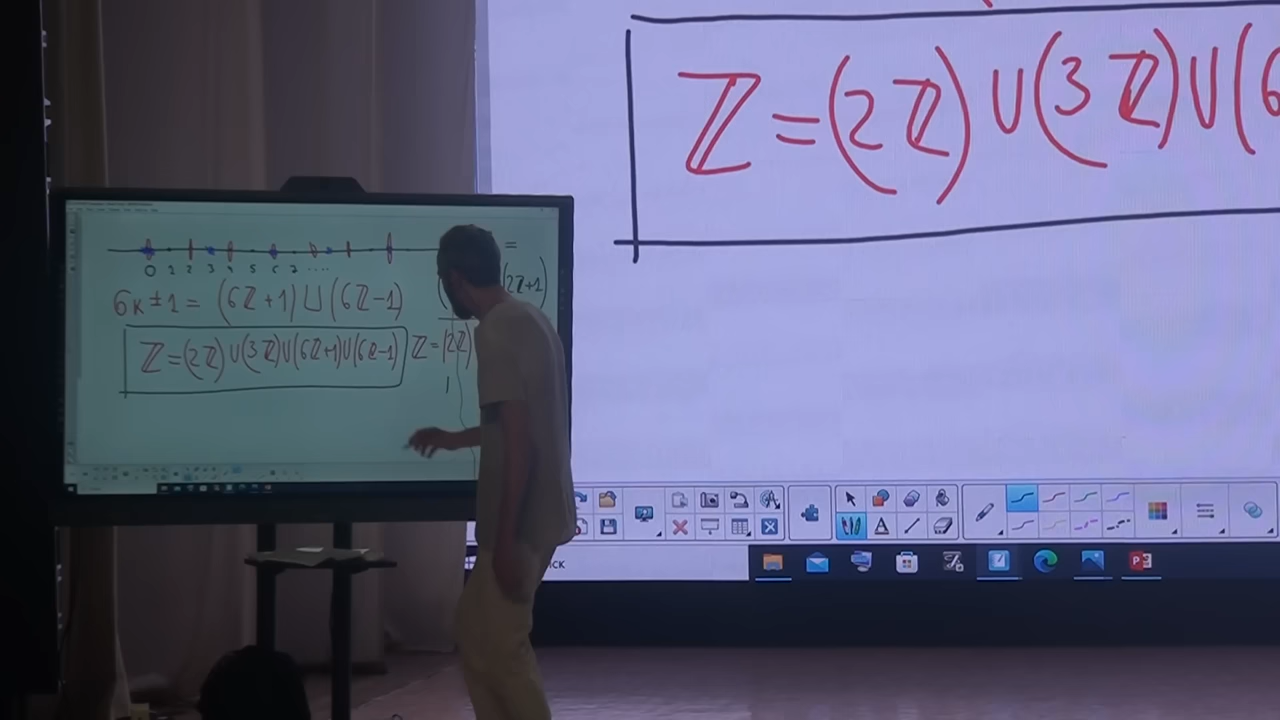 =
0 1 2 3 4 5 6 7 ....
(2Z+1)
6K±1 = (6Z+1)⊔(6Z-1)
ℤ=(2ℤ)∪(3ℤ)∪(6ℤ+1)∪(6ℤ-1)
ℤ=(2ℤ)
ℤ=(2ℤ)∪(3ℤ)∪(6